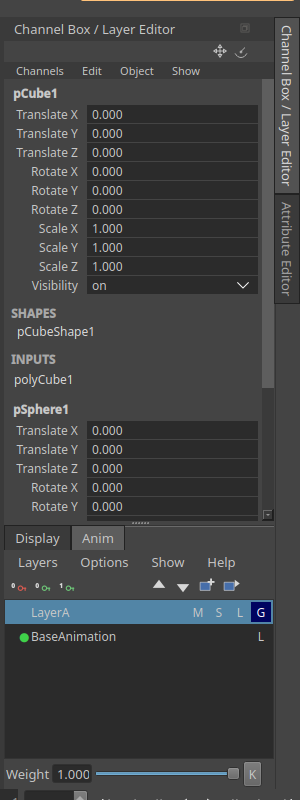 Channel Box / Layer Editor
Channels Edit Object Show
pCube1
Translate X 0.000
Translate Y 0.000
Translate Z 0.000
Rotate X 0.000
Rotate Y 0.000
Rotate Z 0.000
Scale X 1.000
Scale Y 1.000
Scale Z 1.000
Visibility on
SHAPES
pCubeShape1
INPUTS
polyCube1
pSphere1
Translate X 0.000
Translate Y 0.000
Translate Z 0.000
Rotate X 0.000
Rotate Y 0.000
Display Anim
Layers Options Show Help
0 0 1
LayerA M S L G
BaseAnimation L
Weight 1.000 K
Channel Box / Layer Editor
Attribute Editor